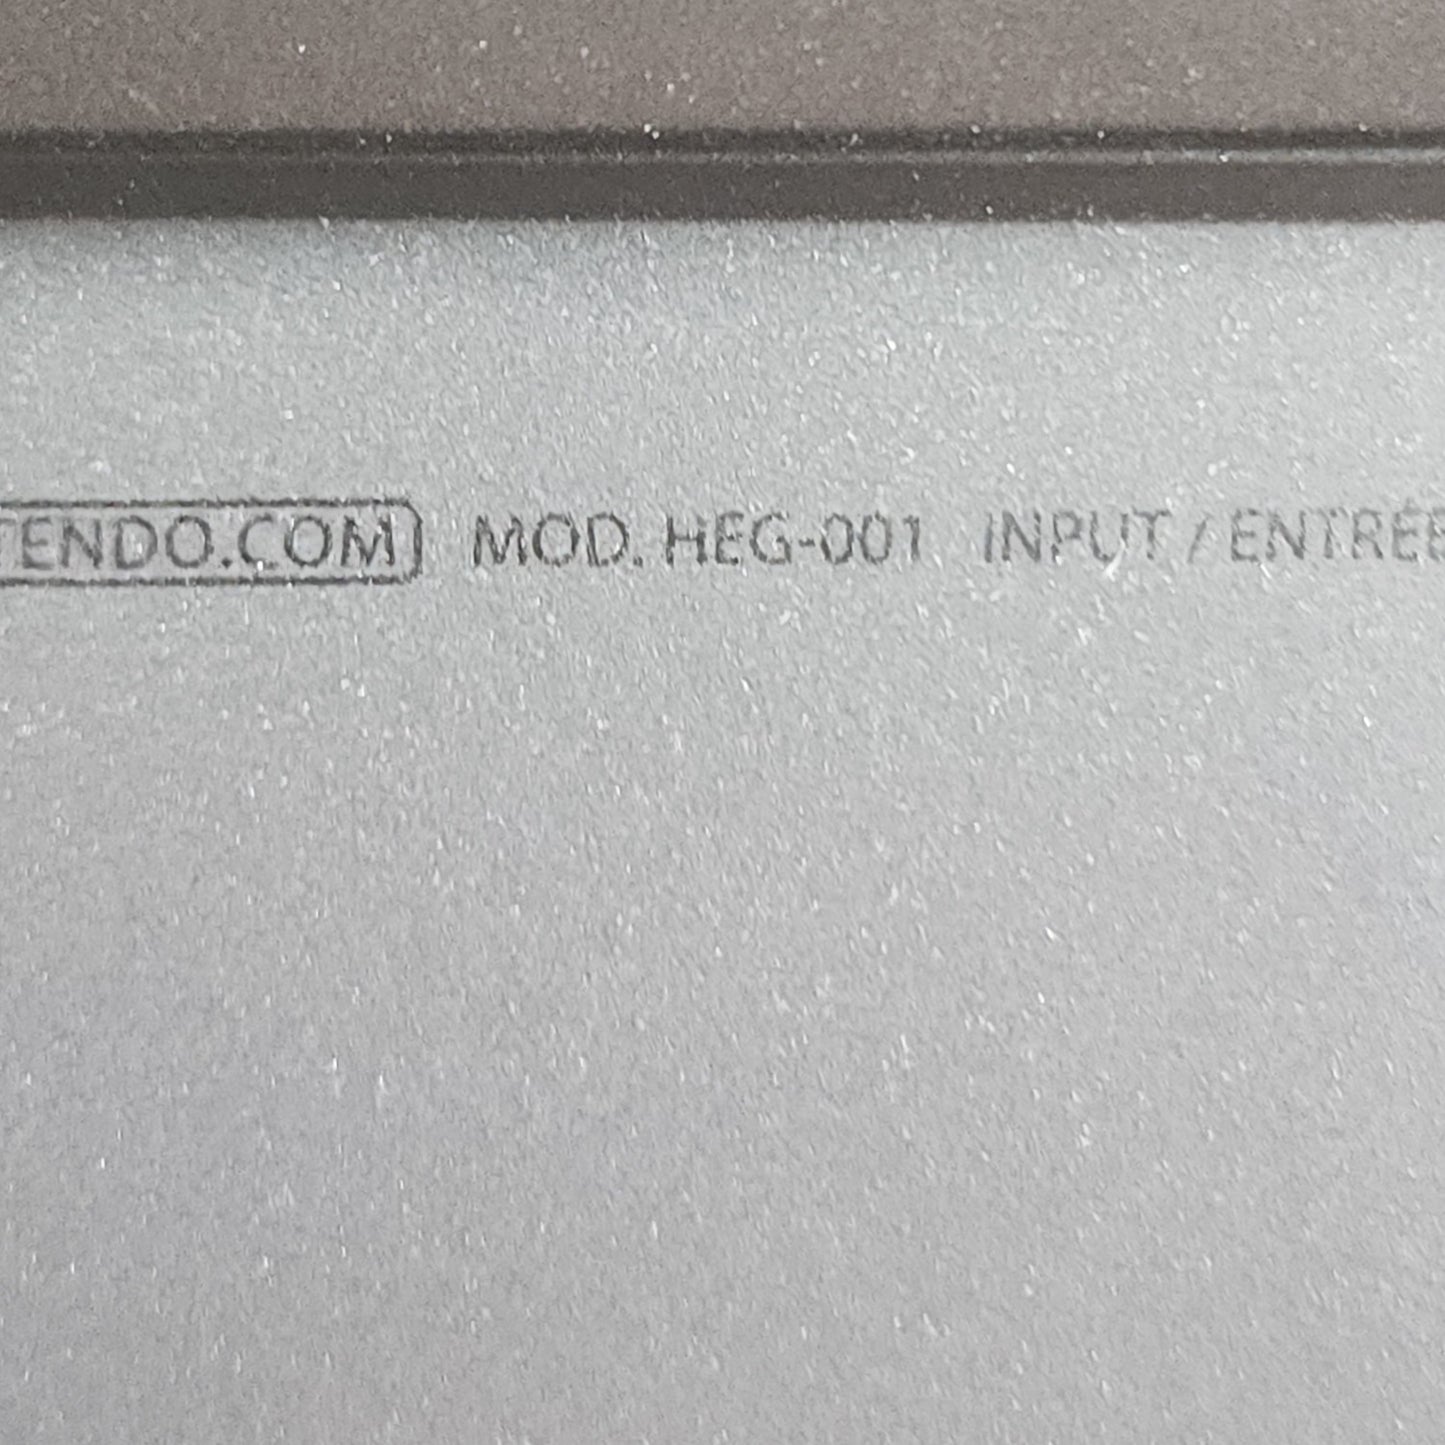 TENDO.COM MOD. HEG-001 INPUT / ENTRÉE